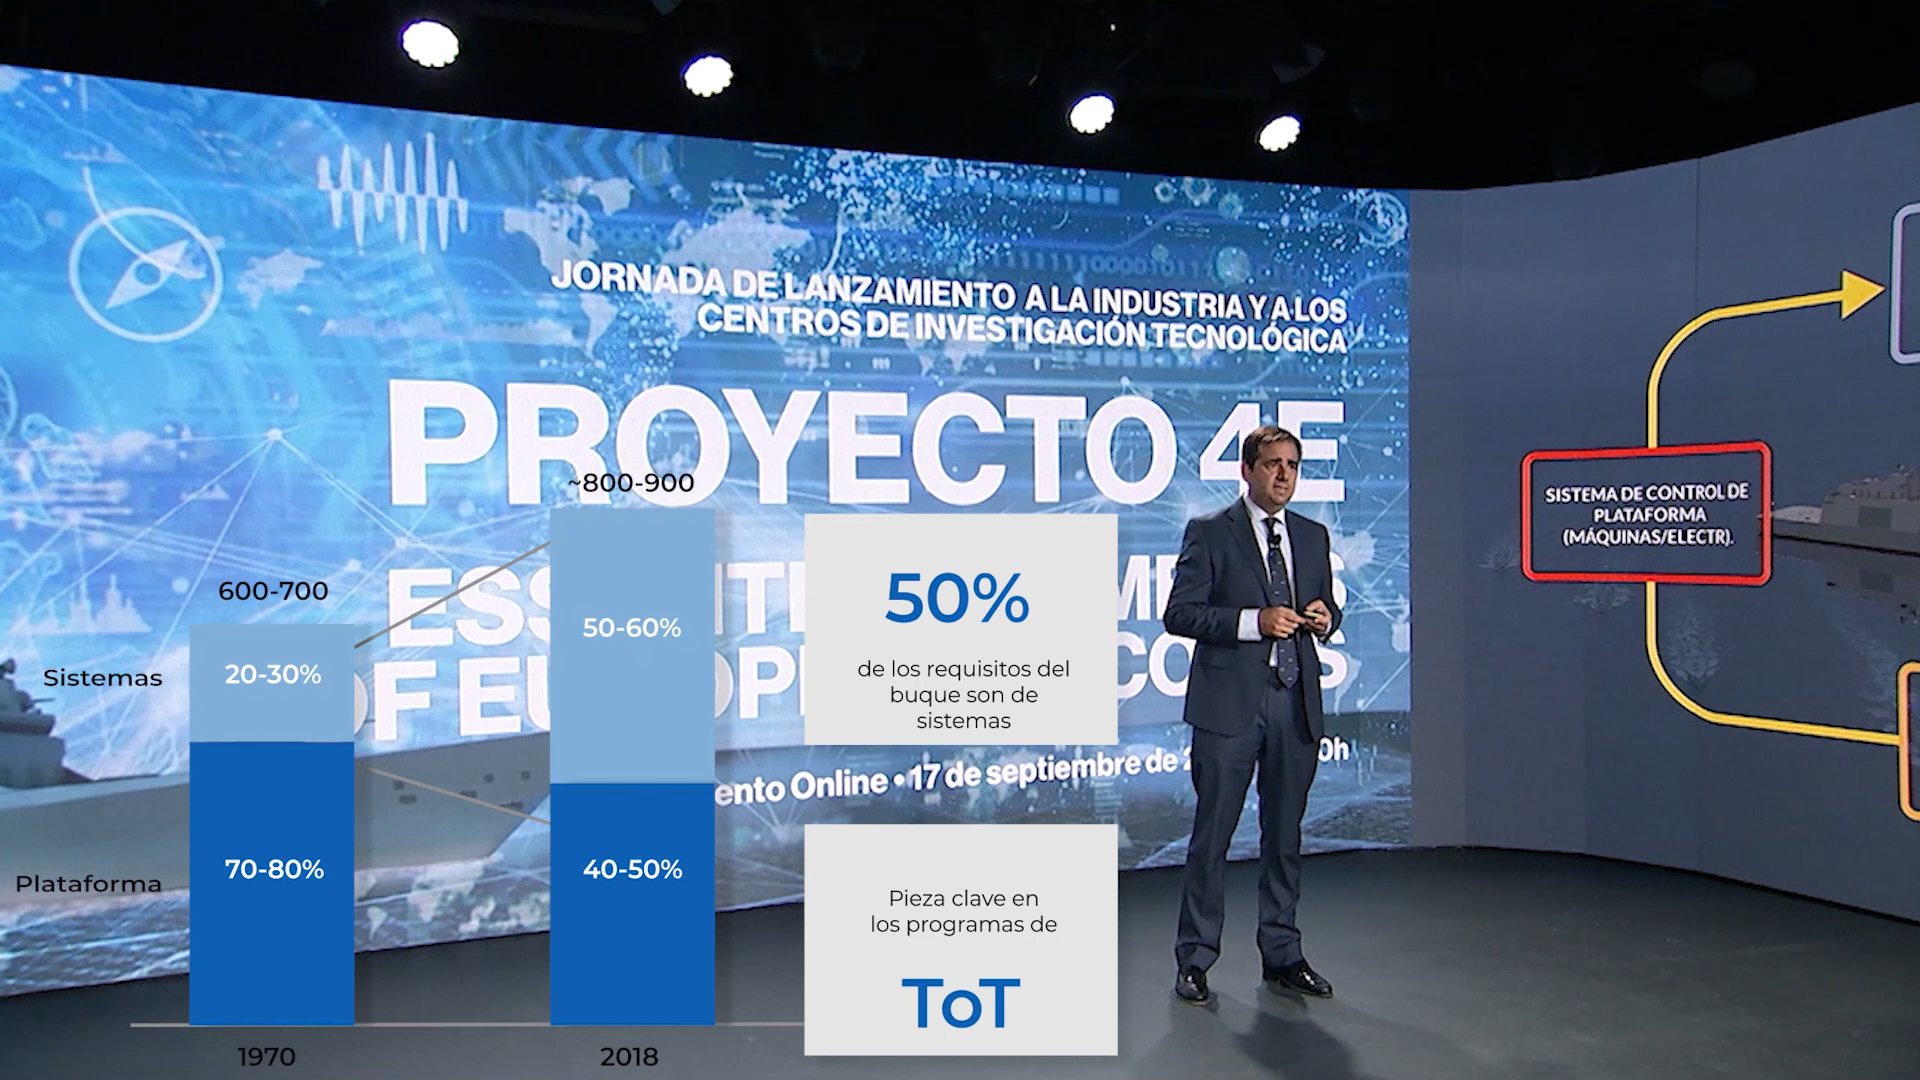 JORNADA DE LANZAMIENTO A LA INDUSTRIA Y A LOS
CENTROS DE INVESTIGACIÓN TECNOLÓGICA
PROYECTO 4E
OF
17 de septiembre de
Online •
~800-900
600-700
Sistemas
20-30%
50-60%
Plataforma
70-80%
40-50%
1970
2018
50%
de los requisitos del
buque son de
sistemas
Pieza clave en
los programas de
ToT
SISTEMA DE CONTROL DE
PLATAFORMA
(MÁQUINAS/ELECTR).